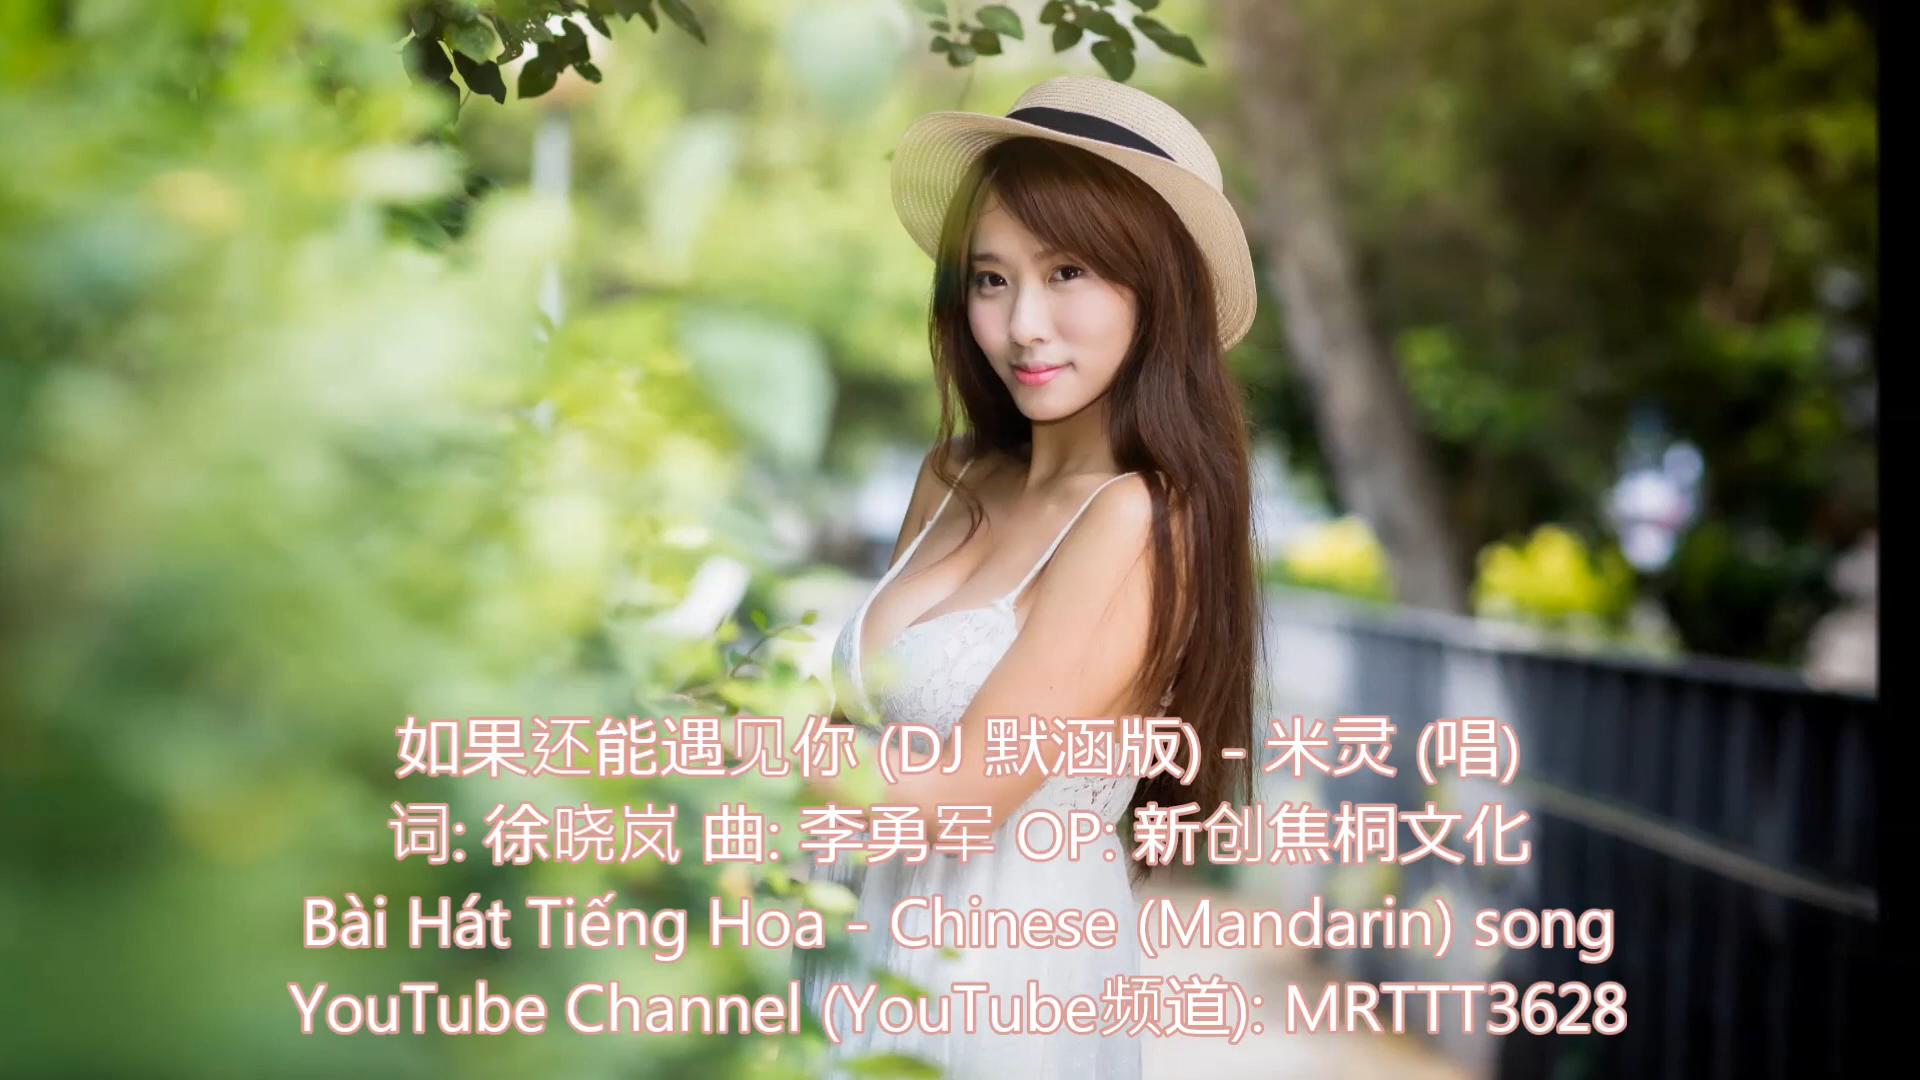 如果还能遇见你 (DJ 默涵版) - 米灵 (唱)
词: 徐晓岚 曲: 李勇军 OP: 新创焦桐文化
Bài Hát Tiếng Hoa - Chinese (Mandarin) song
YouTube Channel (YouTube频道): MRTTT3628